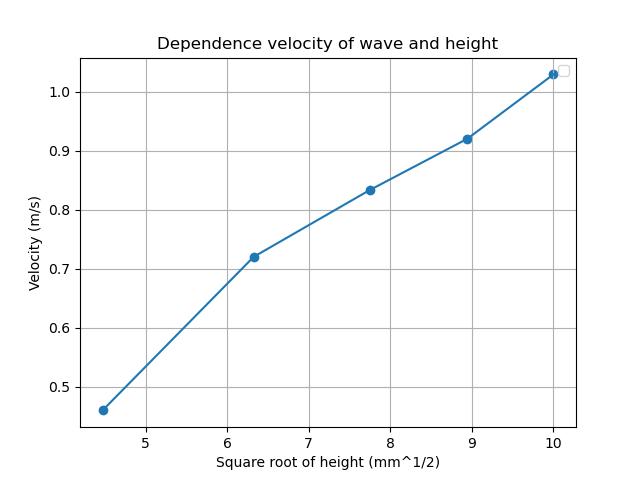 Dependence velocity of wave and height
1.0
0.9
0.8
0.7
0.6
0.5
Velocity (m/s)
5 6 7 8 9 10
Square root of height (mm^1/2)